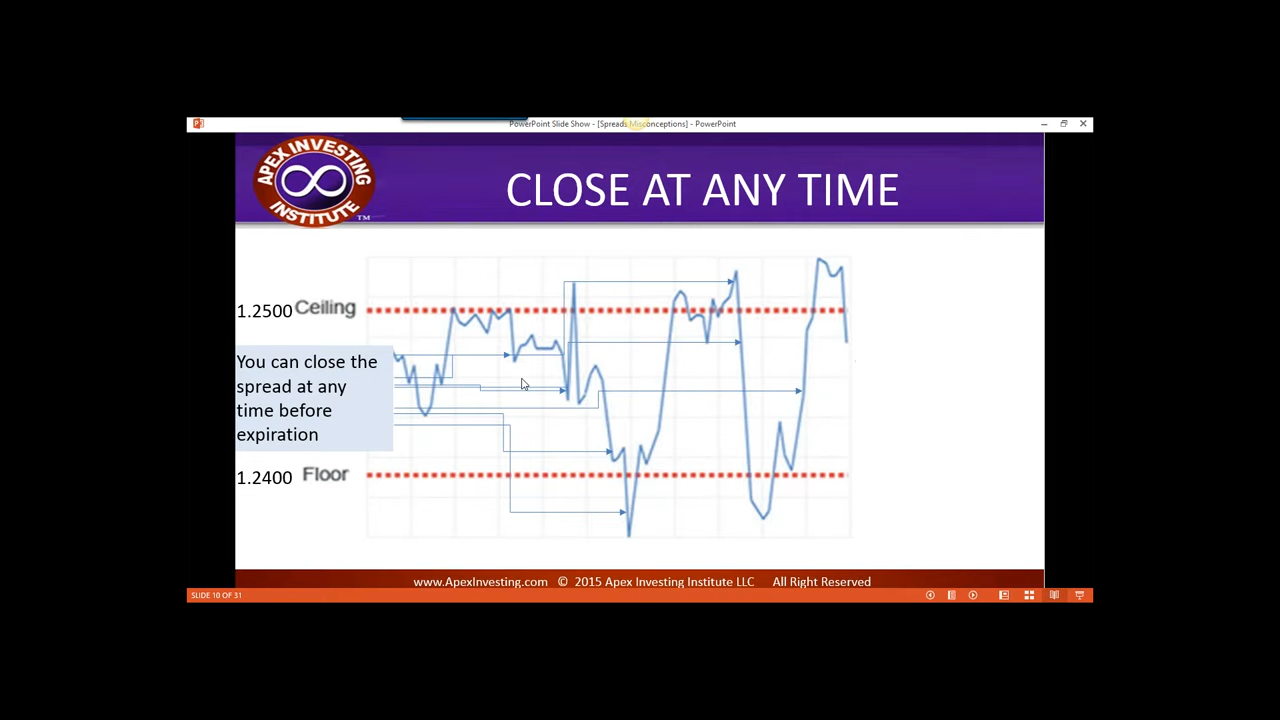 PowerPoint Slide Show - [Spreads Misconceptions] - PowerPoint
APEX INVESTING
INSTITUTE
TM
CLOSE AT ANY TIME
1.2500 Ceiling
You can close the
spread at any
time before
expiration
1.2400 Floor
www.ApexInvesting.com © 2015 Apex Investing Institute LLC All Right Reserved
SLIDE 10 OF 31